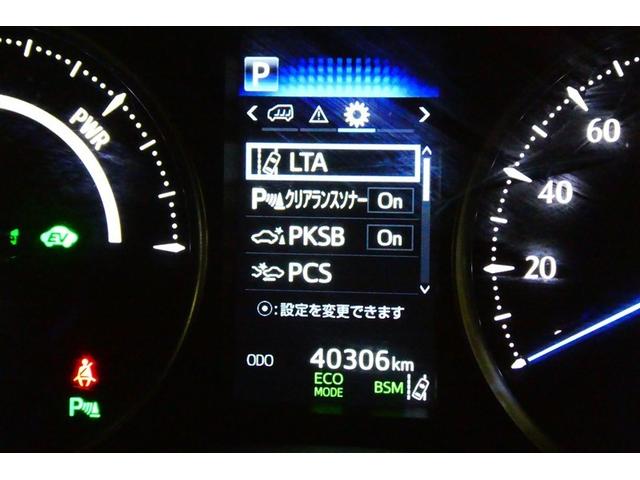 P
PWR
LTA
P クリアランスソナー On
PKSB On
PCS
:設定を変更できます
ODO 40306km
ECO MODE BSM
EV
P
60
40
20